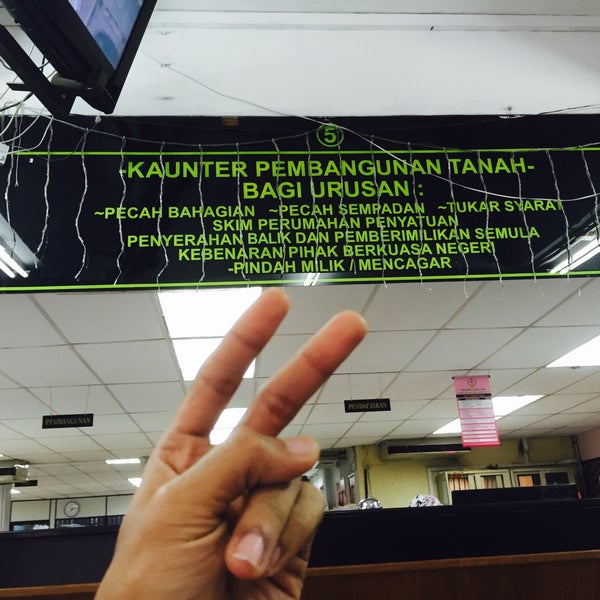 5
-KAUNTER PEMBANGUNAN TANAH-
BAGI URUSAN :
~PECAH BAHAGIAN ~PECAH SEMPADAN ~TUKAR SYARAT
SKIM PERUMAHAN PENYATUAN
PENYERAHAN BALIK DAN PEMBERIMILIKAN SEMULA
KEBENARAN PIHAK BERKUASA NEGERI
-PINDAH MILIK / MENCAGAR
PEMBANGUNAN
PENDAFTARAN